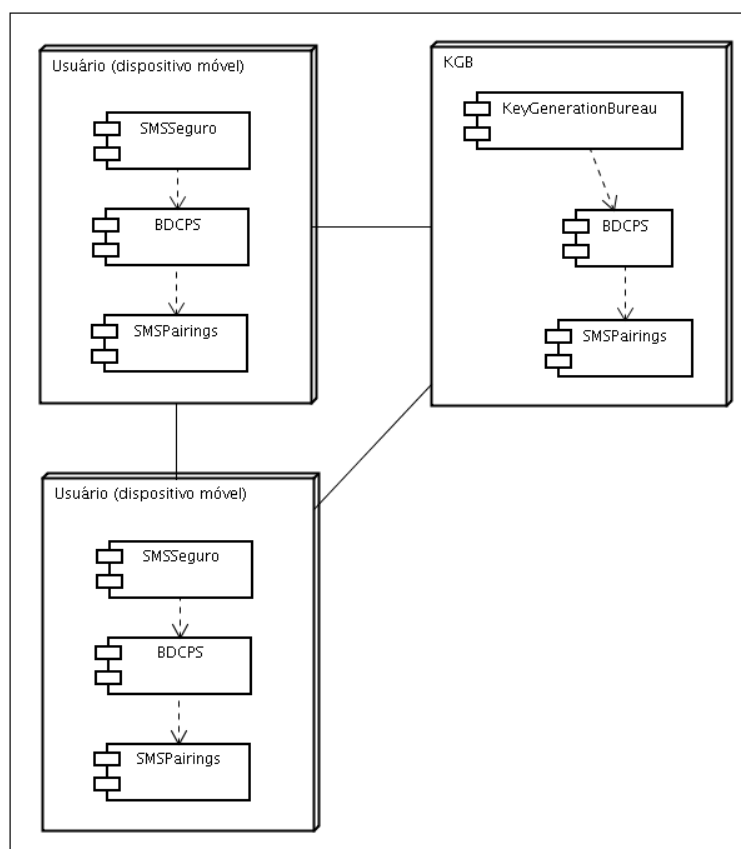 Usuário (dispositivo móvel)
SMSSeguro
BDCPS
SMSPairings
KGB
KeyGenerationBureau
BDCPS
SMSPairings
Usuário (dispositivo móvel)
SMSSeguro
BDCPS
SMSPairings